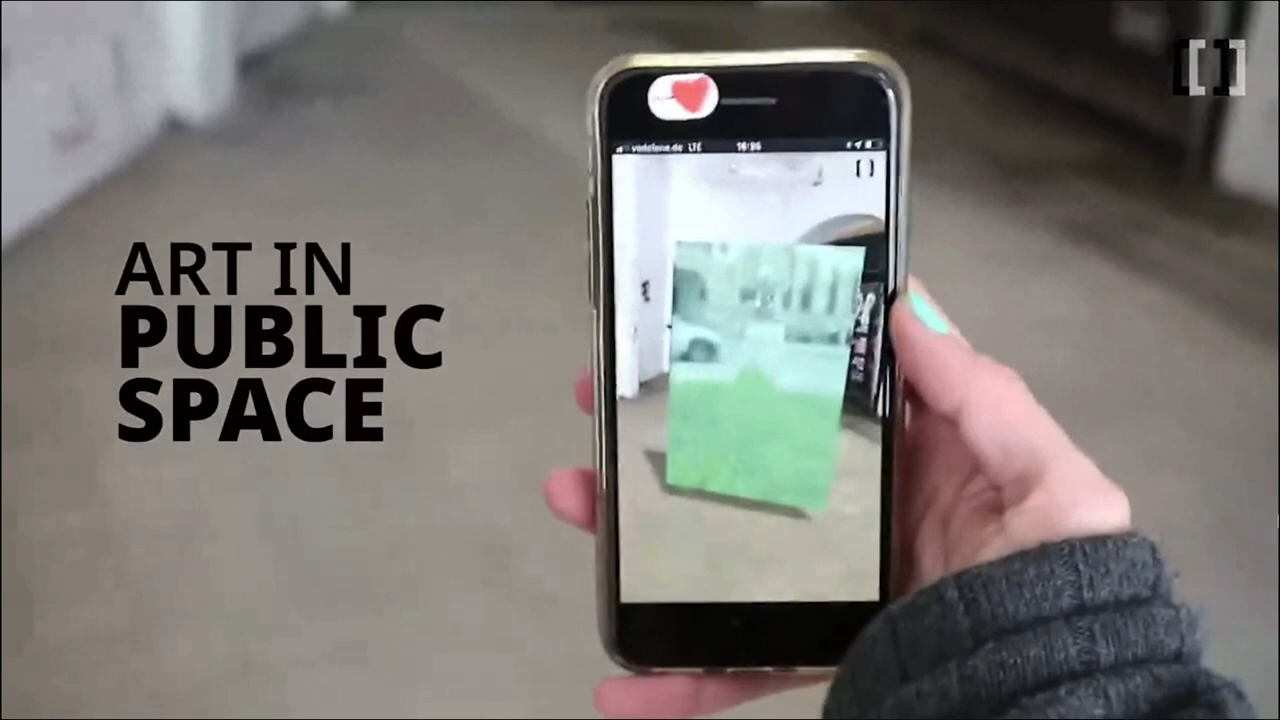 ART IN
PUBLIC
SPACE
vodafone.de LTE 16:26
[ ]
[ ]